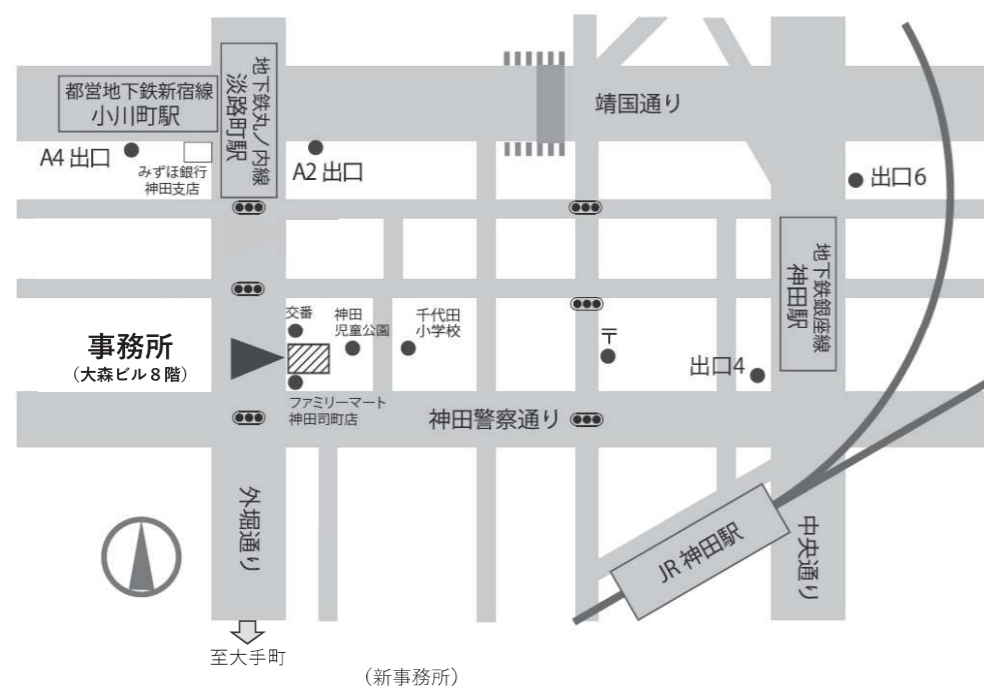 都営地下鉄新宿線
小川町駅
地下鉄丸ノ内線
淡路町駅
靖国通り
A4 出口
みずほ銀行
神田支店
A2 出口
出口6
地下鉄銀座線
神田駅
交番
神田
児童公園
千代田
小学校
〒
事務所
（大森ビル８階）
出口4
ファミリーマート
神田司町店
神田警察通り
外堀通り
JR 神田駅
中央通り
至大手町
（新事務所）